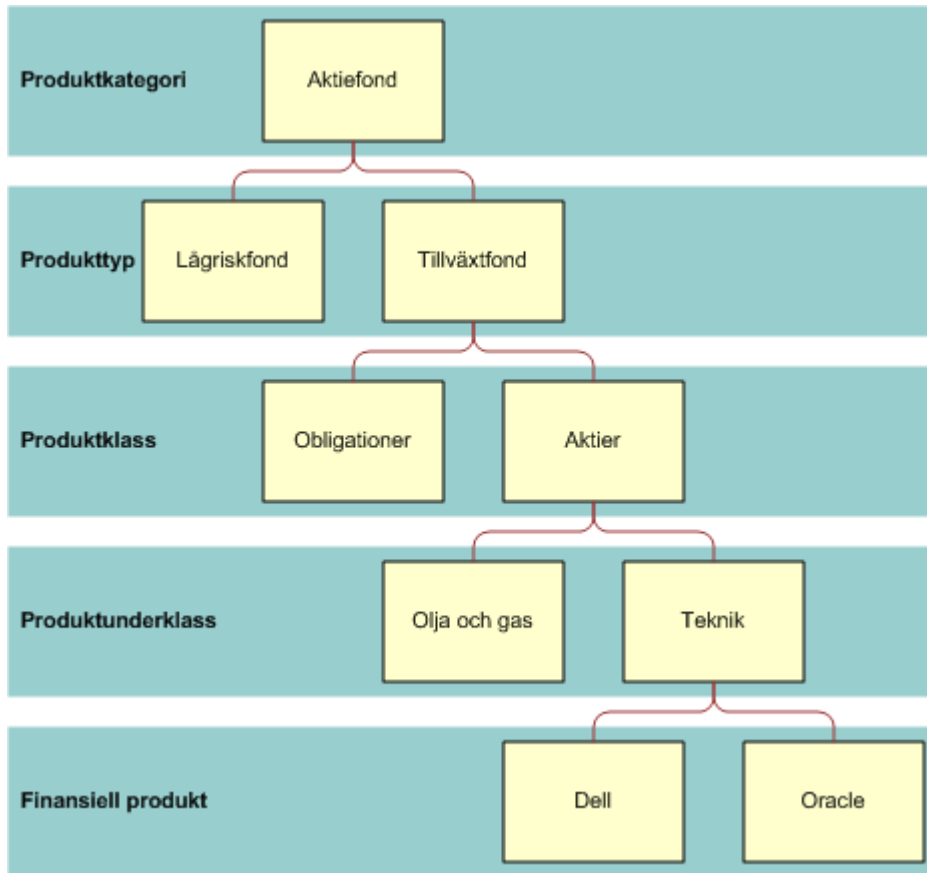 Produktkategori
Aktiefond
Produkttyp
Lågriskfond
Tillväxtfond
Produktklass
Obligationer
Aktier
Produktunderklass
Olja och gas
Teknik
Finansiell produkt
Dell
Oracle